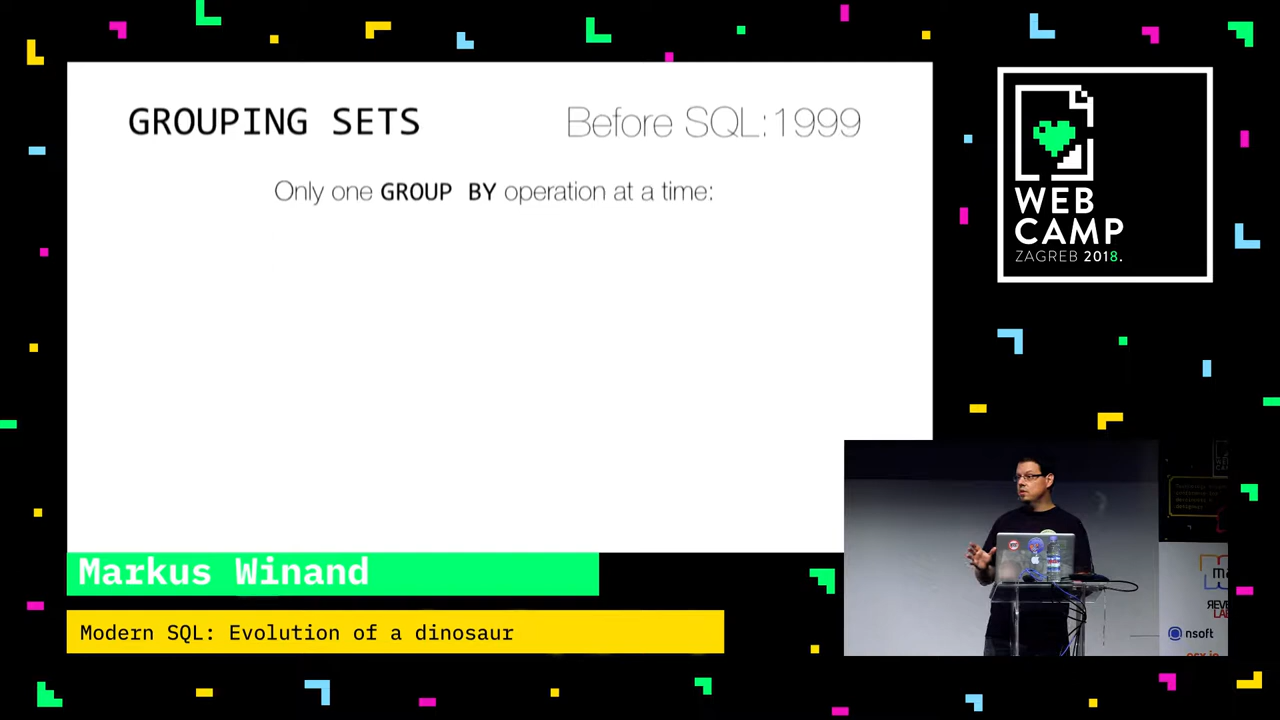 GROUPING SETS
Before SQL:1999
Only one GROUP BY operation at a time:
WEB
CAMP
ZAGREB 2018.
Markus Winand
Modern SQL: Evolution of a dinosaur
nsoft